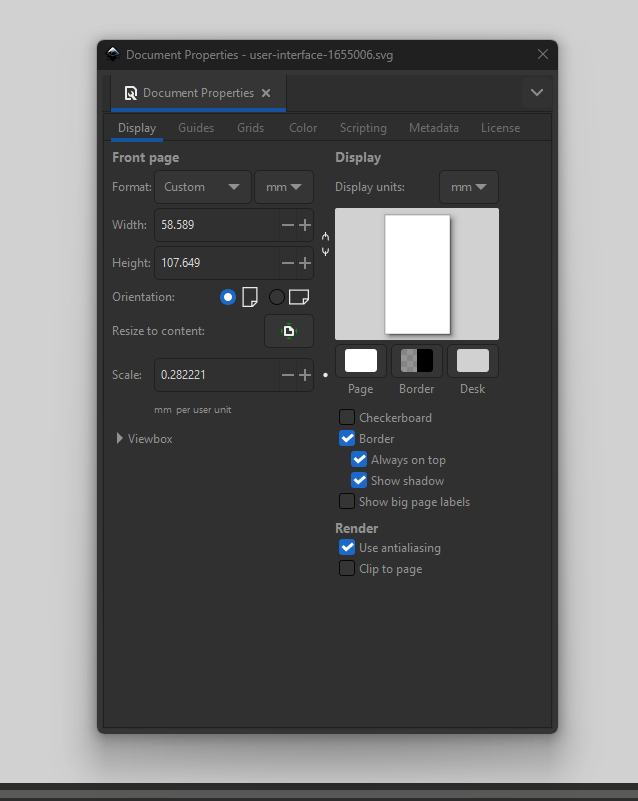 Document Properties - user-interface-1655006.svg
Document Properties
Display Guides Grids Color Scripting Metadata License
Front page
Format: Custom mm
Width: 58.589
Height: 107.649
Orientation:
Resize to content:
Scale: 0.282221
mm per user unit
Viewbox
Display
Display units: mm
Page Border Desk
Checkerboard
Border
Always on top
Show shadow
Show big page labels
Render
Use antialiasing
Clip to page